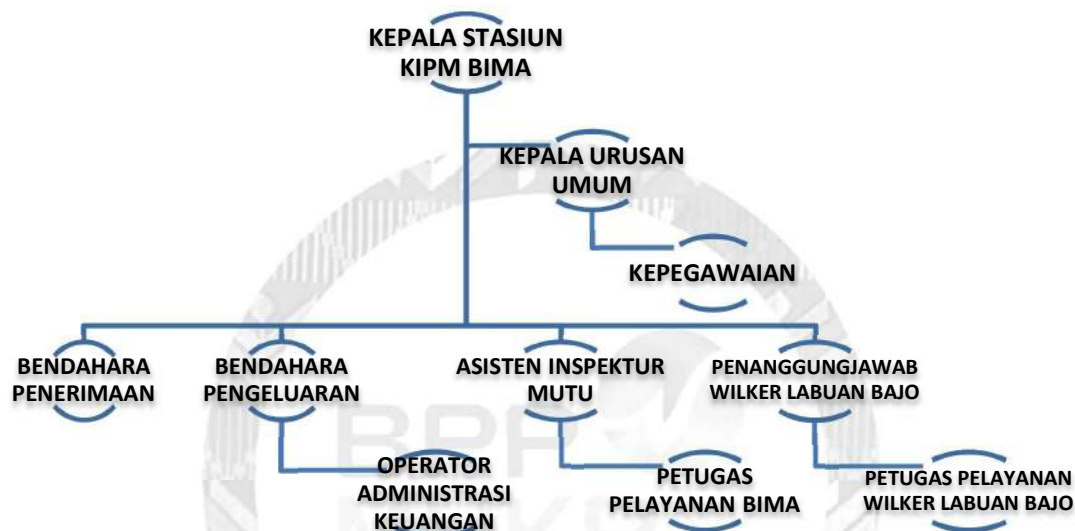 KEPALA STASIUN
KIPM BIMA
KEPALA URUSAN
UMUM
KEPEGAWAIAN
BENDAHARA
PENERIMAAN
BENDAHARA
PENGELUARAN
ASISTEN INSPEKTUR
MUTU
PENANGGUNGJAWAB
WILKER LABUAN BAJO
OPERATOR
ADMINISTRASI
KEUANGAN
PETUGAS
PELAYANAN BIMA
PETUGAS PELAYANAN
WILKER LABUAN BAJO